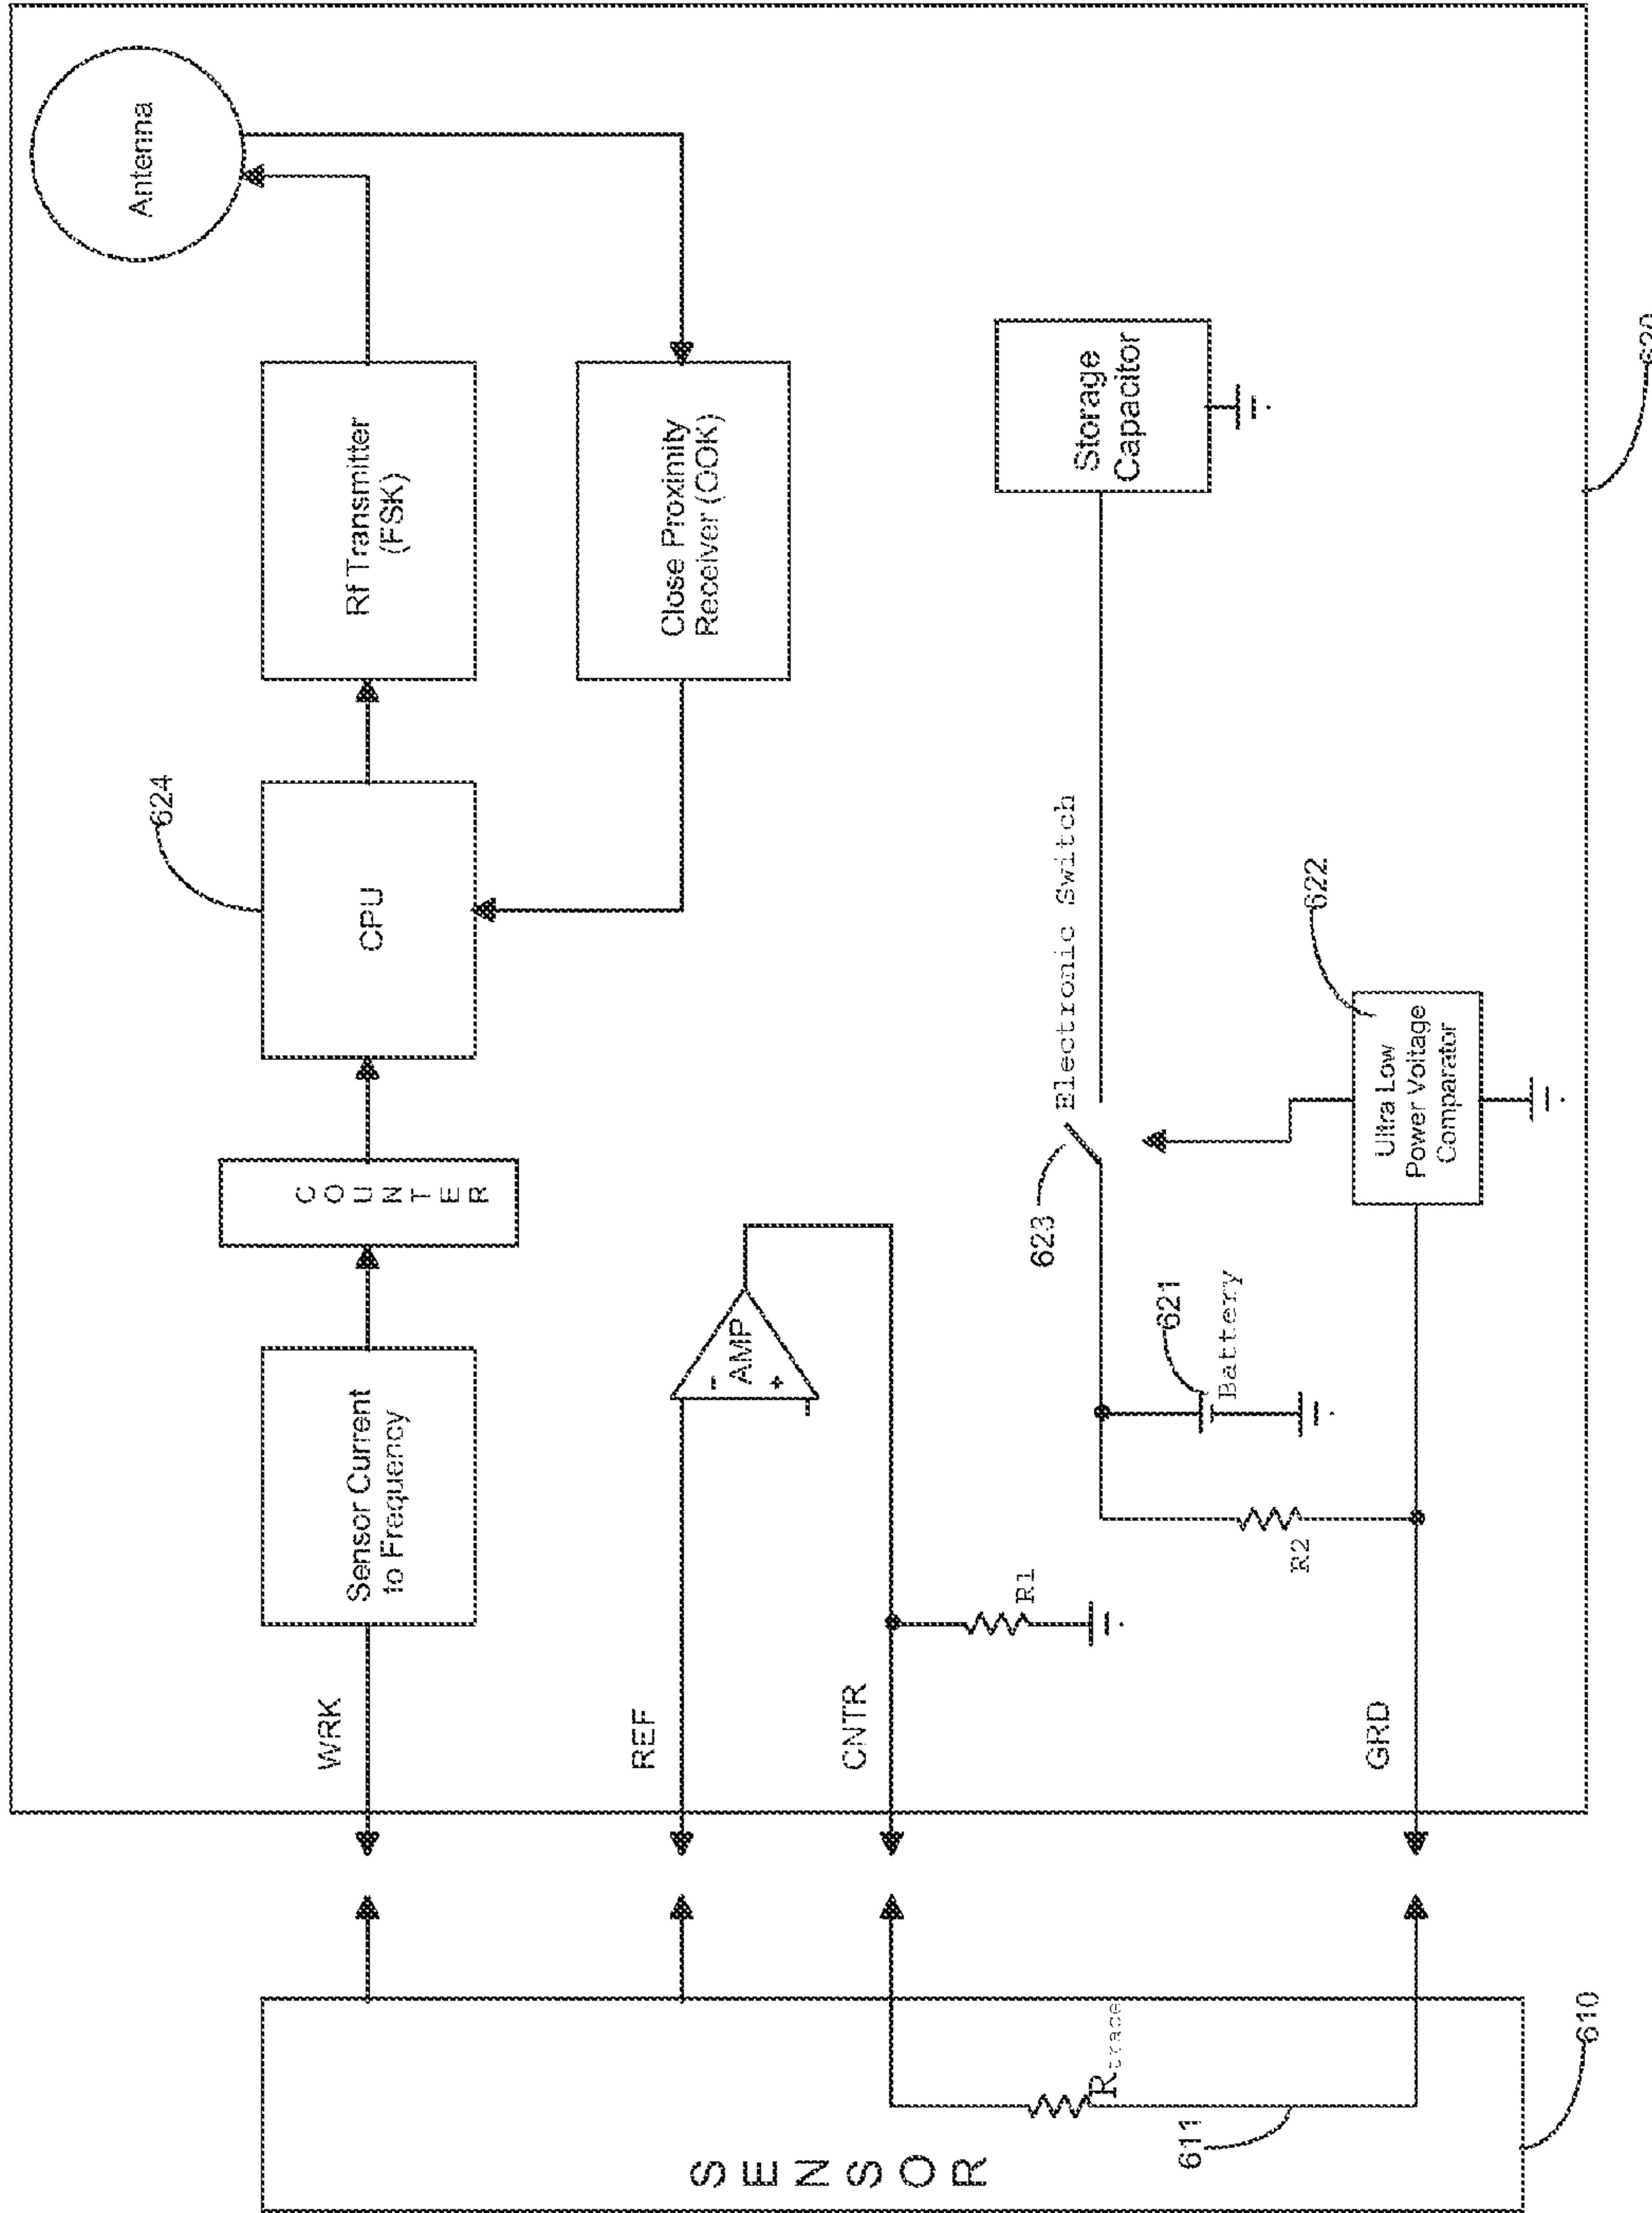 SENSOR
610
611
Rtrace
WRK
REF
CNTR
GRD
Sensor Current
to Frequency
COUNTER
CPU
624
Rf Transmitter
(FSK)
Antenna
Close Proximity
Receiver (OOK)
-
AMP
+
R1
R2
621
Battery
623
Electronic Switch
Storage
Capacitor
Ultra Low
Power Voltage
Comparator
622
620